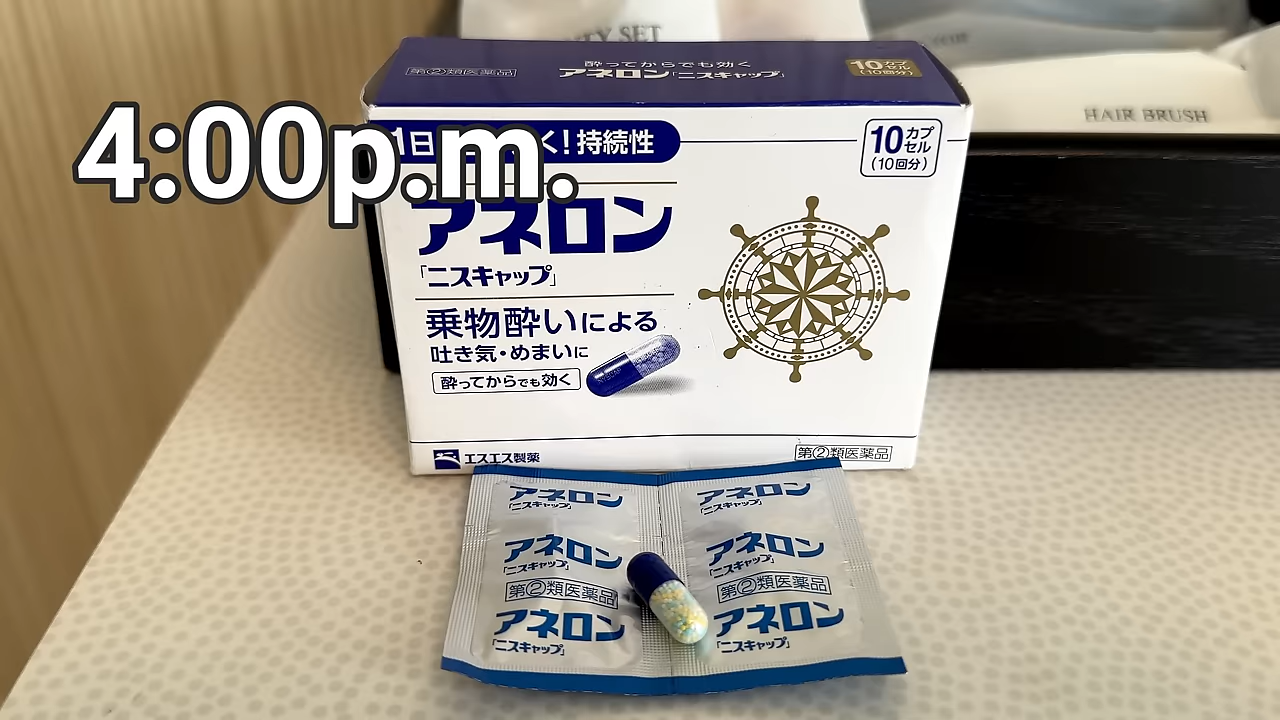 NTY SET
HAIR BRUSH
4:00p.m.
指②類医薬品
酔ってからでも効く
アネロン「ニスキャップ」
10カプセル
(10回分)
1日
く!持続性
10カプセル
(10回分)
アネロン
「ニスキャップ」
乗物酔いによる
吐き気・めまいに
酔ってからでも効く
エスエス製薬
指②類医薬品
アネロン
「ニスキャップ」
アネロン
「ニスキャップ」
アネロン
「ニスキャップ」
アネロン
「ニスキャップ」
第②類医薬品
第②類医薬品
アネロン
「ニスキャップ」
アネロン
「ニスキャップ」